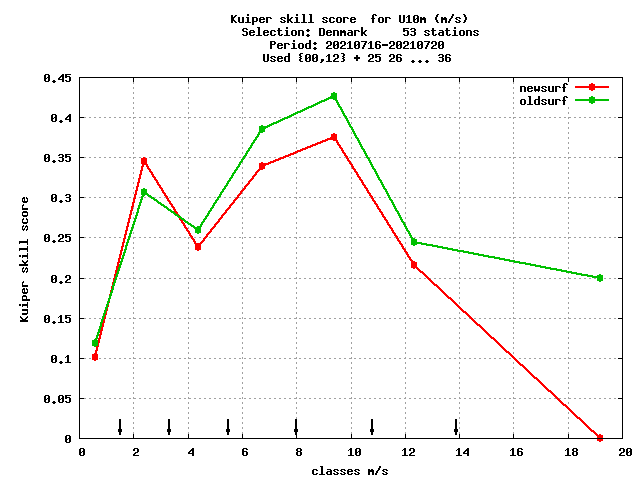 Kuiper skill score  for U10m (m/s)
Selection: Denmark     53 stations
Period: 20210716-20210720
Used {00,12} + 25 26 ... 36
newsurf
oldsurf
0.45
0.4
0.35
0.3
0.25
0.2
0.15
0.1
0.05
0
Kuiper skill score
0 2 4 6 8 10 12 14 16 18 20
classes m/s